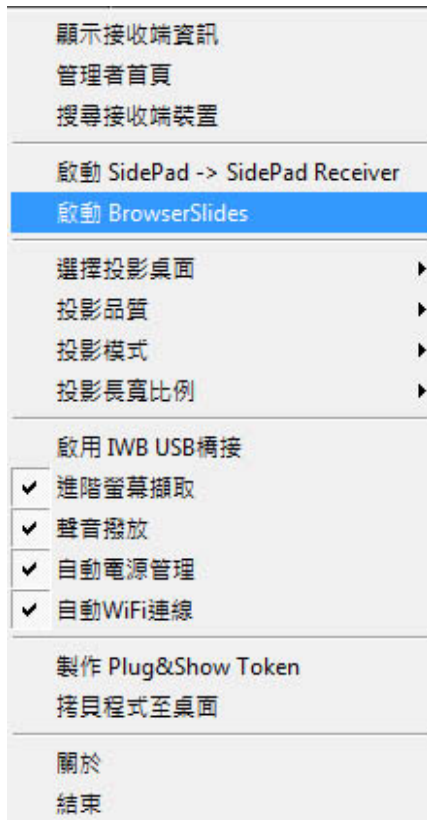 顯示接收端資訊
管理者首頁
搜尋接收端裝置
啟動 SidePad -> SidePad Receiver
啟動 BrowserSlides
選擇投影桌面
投影品質
投影模式
投影長寬比例
啟用 IWB USB橋接
進階螢幕擷取
聲音撥放
自動電源管理
自動WiFi連線
製作 Plug&Show Token
拷貝程式至桌面
關於
結束